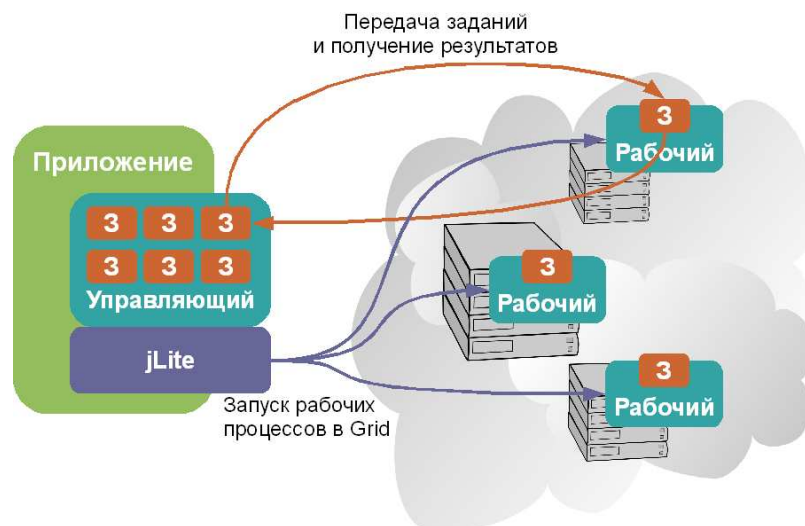 Передача заданий
и получение результатов
Приложение
З З З
З З З
Управляющий
jLite
Запуск рабочих
процессов в Grid
З
Рабочий
З
Рабочий
З
Рабочий